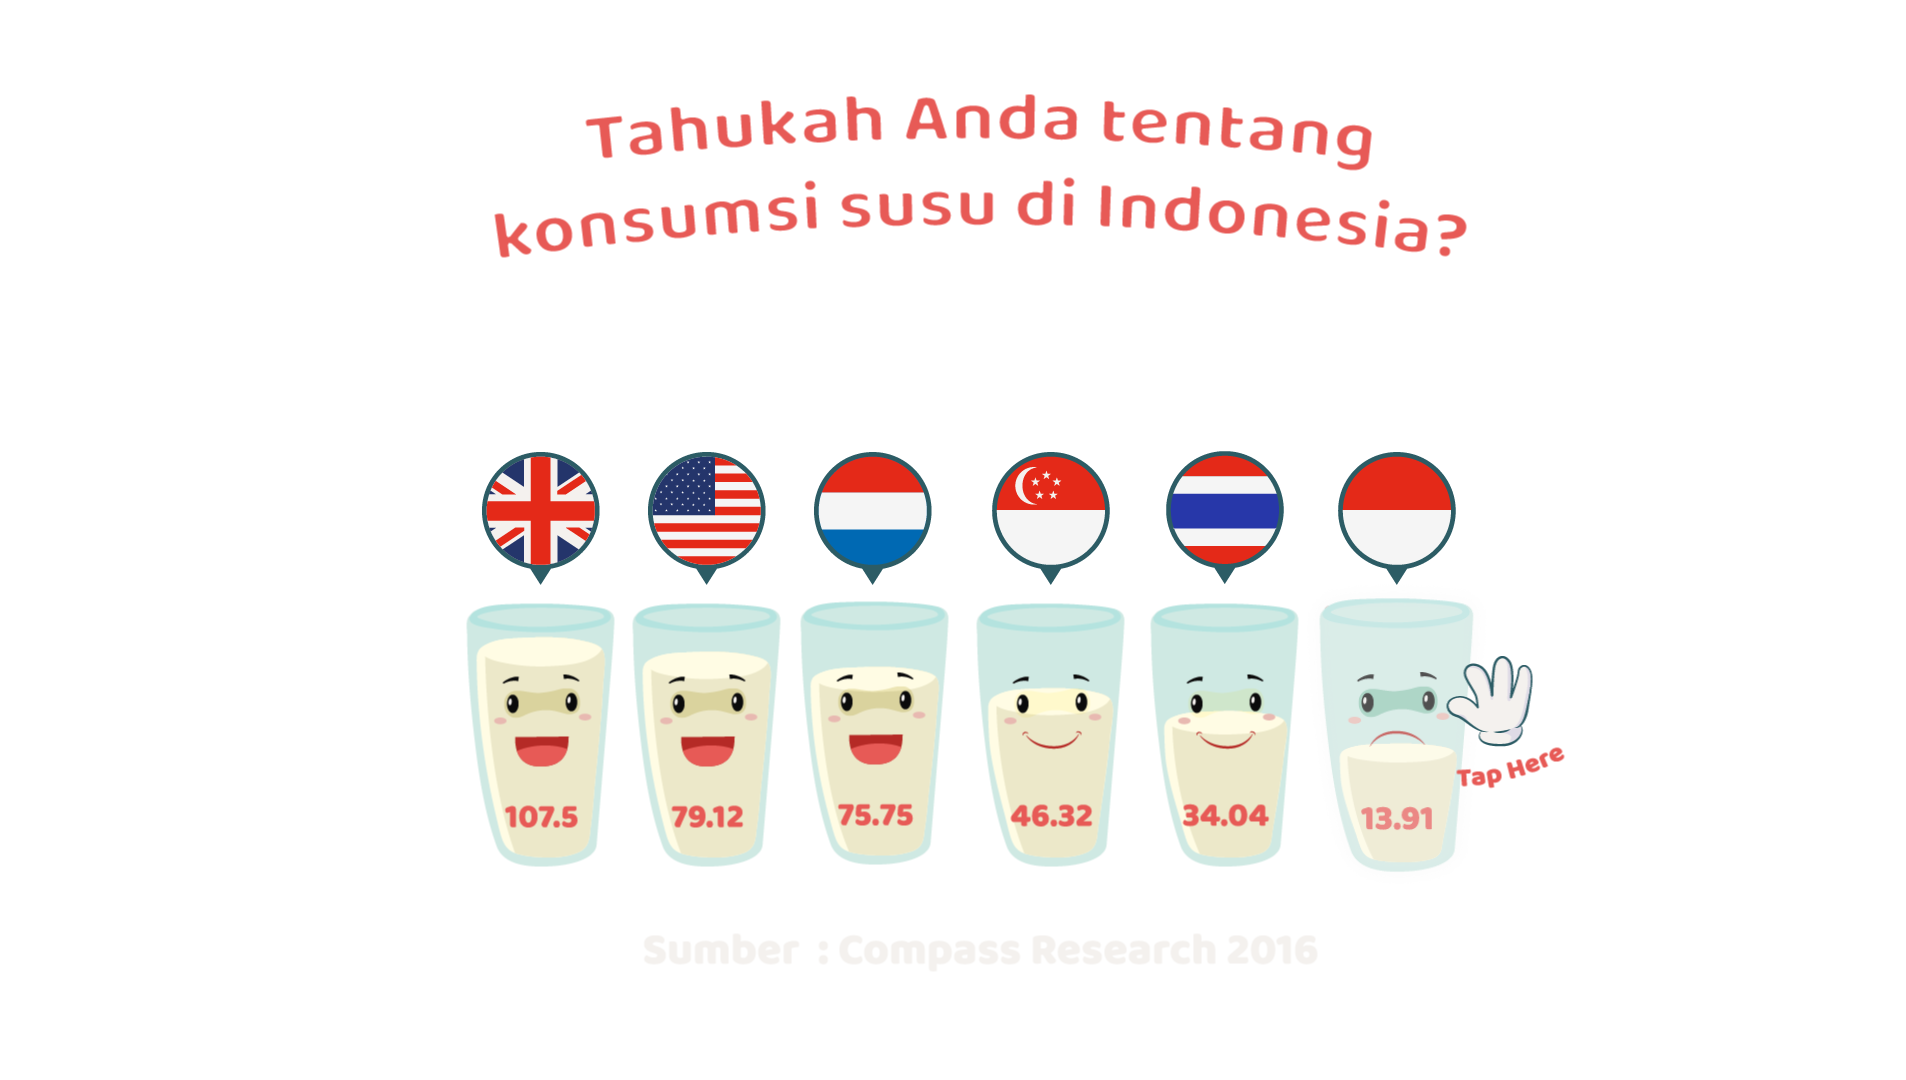 Tahukah Anda tentang
konsumsi susu di Indonesia?
107.5
79.12
75.75
46.32
34.04
13.91
Tap Here
Sumber : Compass Research 2016